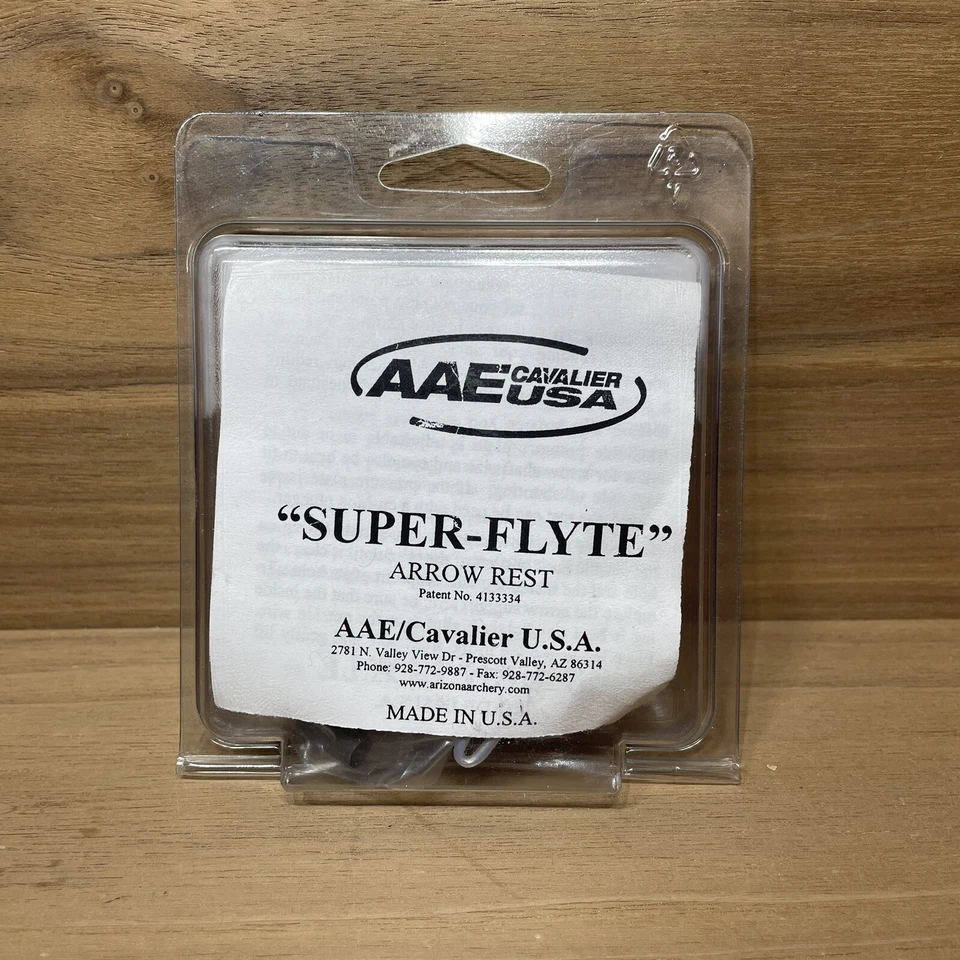 AAE CAVALIER
USA
“SUPER-FLYTE”
ARROW REST
Patent No. 4133334
AAE/Cavalier U.S.A.
2781 N. Valley View Dr - Prescott Valley, AZ 86314
Phone: 928-772-9887 - Fax: 928-772-6287
www.arizonaarchery.com
MADE IN U.S.A.